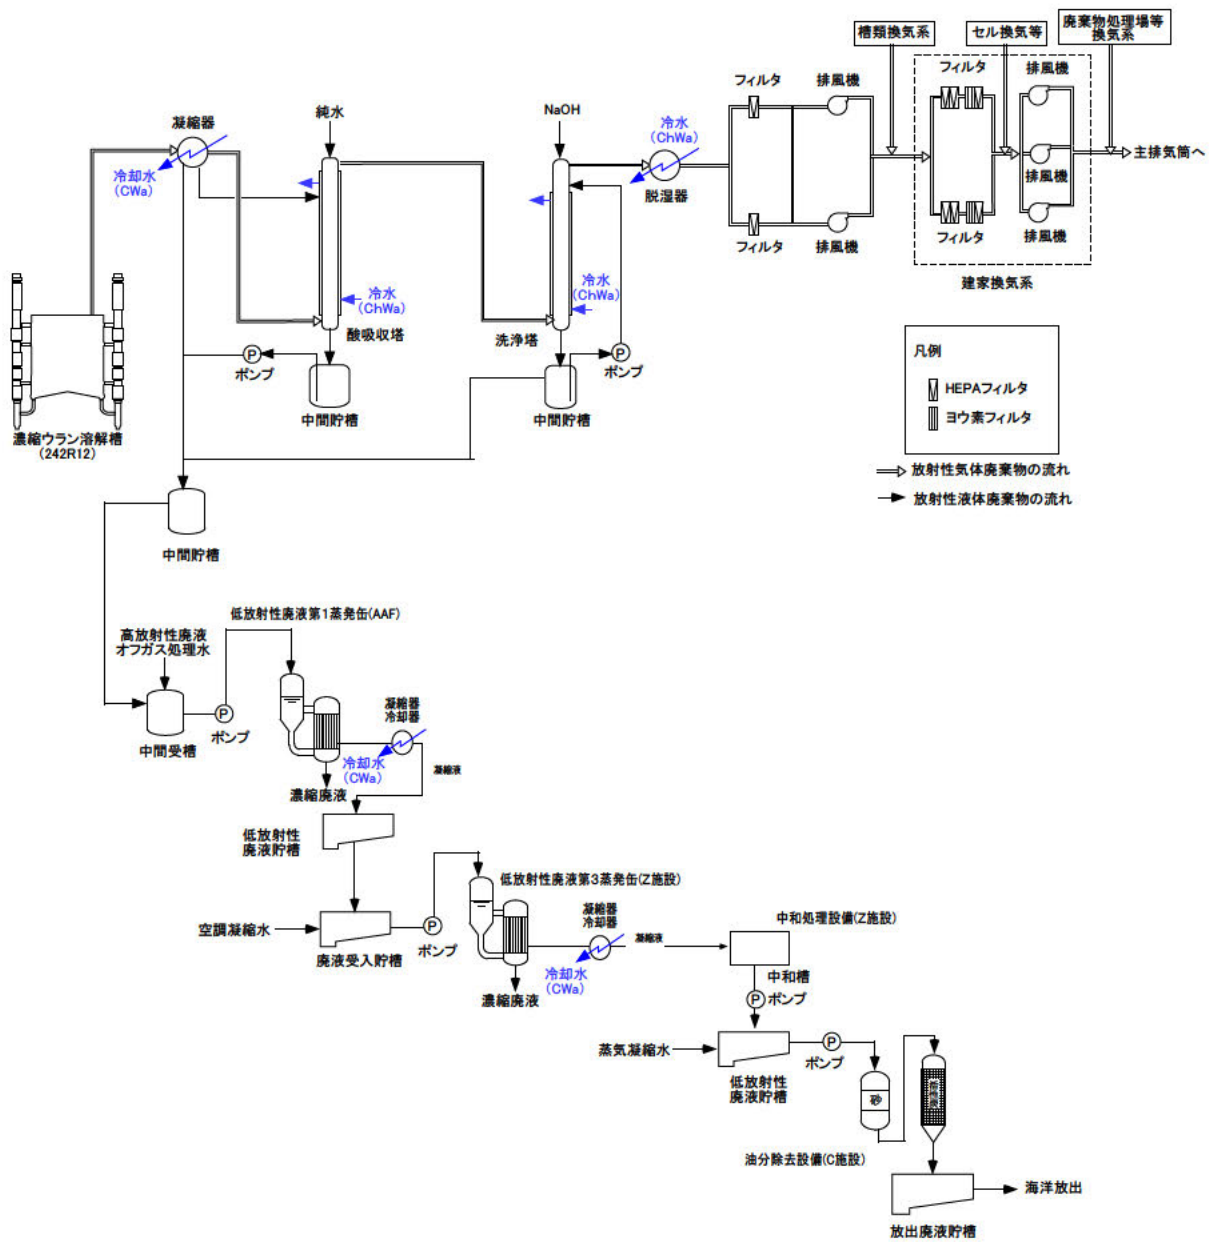 槽類換気系
セル換気等
廃棄物処理場等
換気系
フィルタ
排風機
フィルタ
排風機
凝縮器
純水
NaOH
冷水
(ChWa)
冷却水
(CWa)
脱湿器
主排気筒へ
排風機
フィルタ
排風機
フィルタ
排風機
建家換気系
冷水
(ChWa)
冷水
(ChWa)
酸吸収塔
洗浄塔
P
ポンプ
P
ポンプ
中間貯槽
中間貯槽
濃縮ウラン溶解槽
(242R12)
凡例
HEPAフィルタ
ヨウ素フィルタ
放射性気体廃棄物の流れ
放射性液体廃棄物の流れ
中間貯槽
低放射性廃液第1蒸発缶(AAF)
高放射性廃液
オフガス処理水
P
ポンプ
中間受槽
凝縮器
冷却器
冷却水
(CWa)
凝縮液
濃縮廃液
低放射性
廃液貯槽
低放射性廃液第3蒸発缶(Z施設)
空調凝縮水
廃液受入貯槽
P
ポンプ
凝縮器
冷却器
凝縮液
冷却水
(CWa)
濃縮廃液
中和処理設備(Z施設)
中和槽
P
ポンプ
蒸気凝縮水
低放射性
廃液貯槽
P
ポンプ
砂
油分除去設備(C施設)
放出廃液貯槽
海洋放出